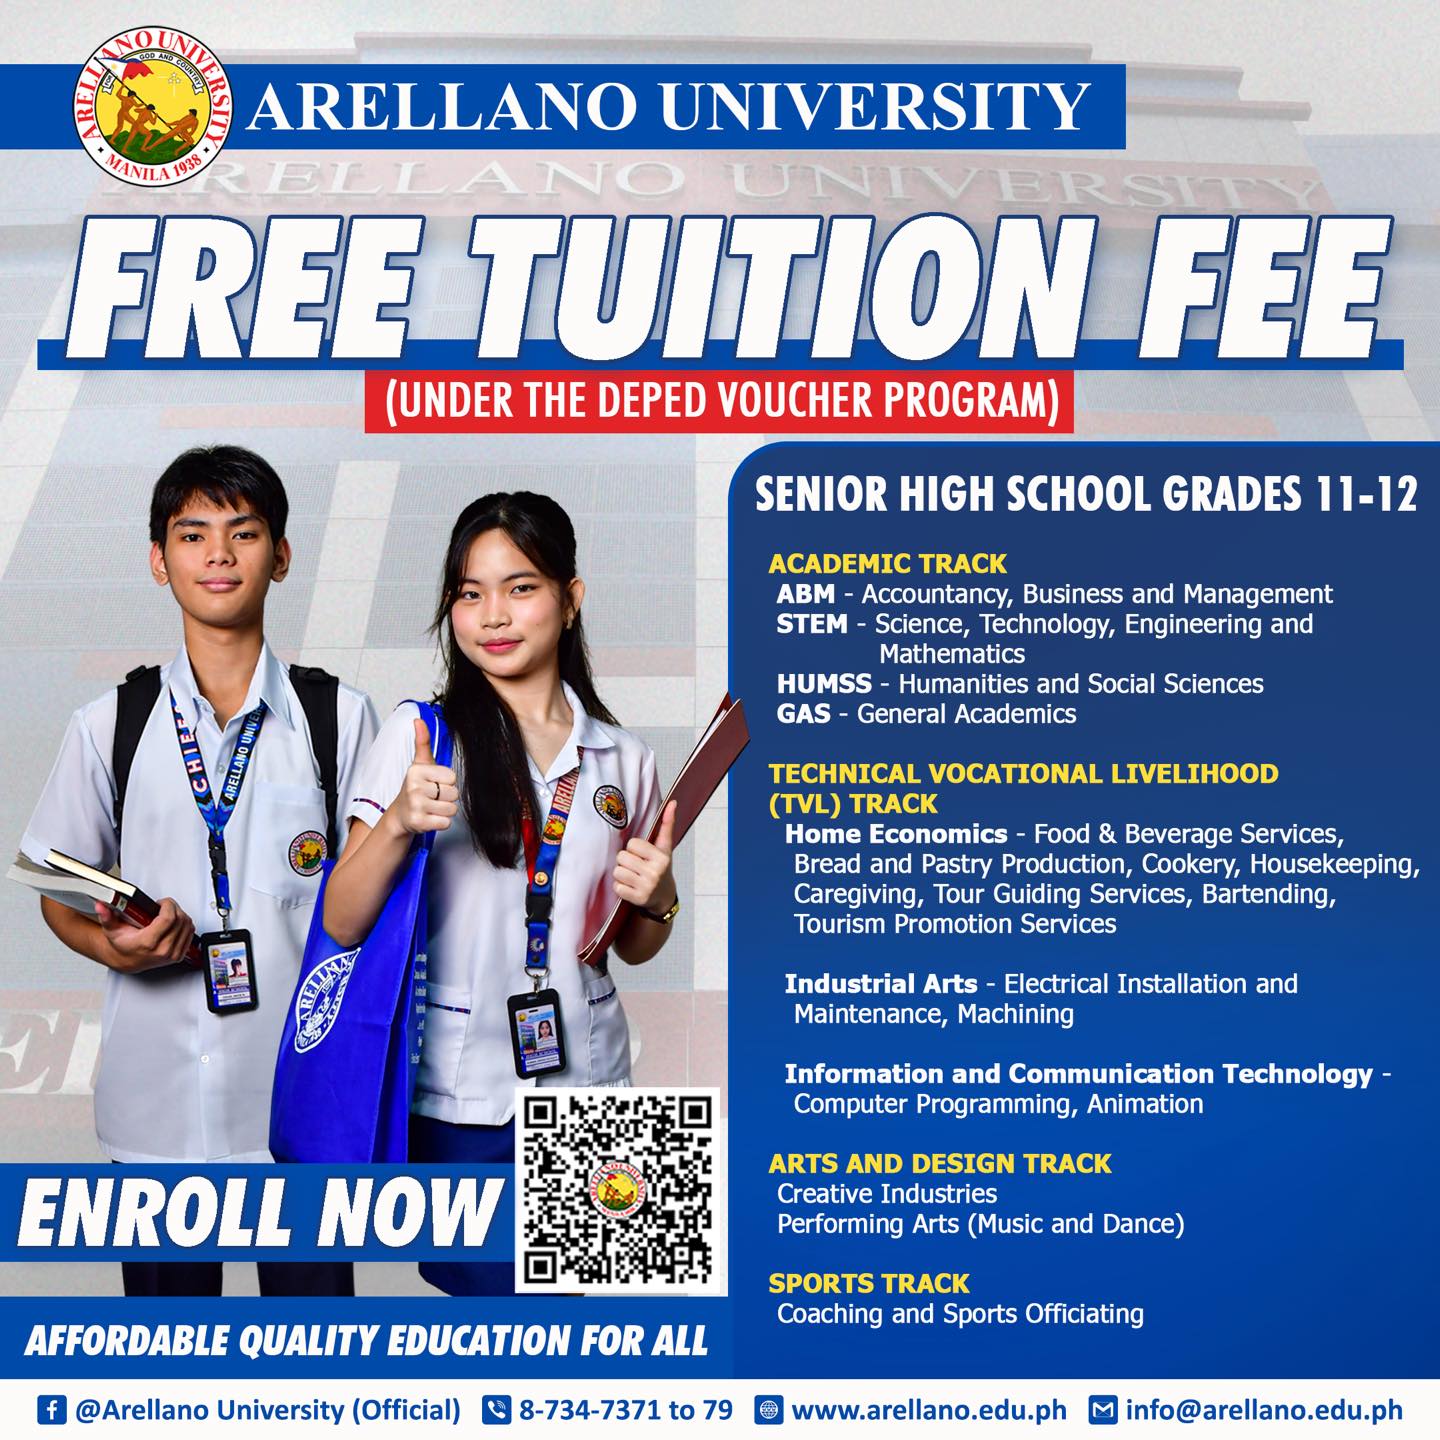 ARELLANO UNIVERSITY
FOR GOD AND COUNTRY
MANILA 1938
ARELLANO UNIVERSITY
ARELLANO UNIVERSITY
FREE TUITION FEE
(UNDER THE DEPED VOUCHER PROGRAM)
SENIOR HIGH SCHOOL GRADES 11-12
ACADEMIC TRACK
ABM - Accountancy, Business and Management
STEM - Science, Technology, Engineering and
Mathematics
HUMSS - Humanities and Social Sciences
GAS - General Academics
TECHNICAL VOCATIONAL LIVELIHOOD
(TVL) TRACK
Home Economics - Food & Beverage Services,
Bread and Pastry Production, Cookery, Housekeeping,
Caregiving, Tour Guiding Services, Bartending,
Tourism Promotion Services
Industrial Arts - Electrical Installation and
Maintenance, Machining
Information and Communication Technology -
Computer Programming, Animation
ARTS AND DESIGN TRACK
Creative Industries
Performing Arts (Music and Dance)
SPORTS TRACK
Coaching and Sports Officiating
CHIEFS
ARELLANO UNIVER
ARELLANO
ENROLL NOW
AFFORDABLE QUALITY EDUCATION FOR ALL
@Arellano University (Official) 8-734-7371 to 79 www.arellano.edu.ph info@arellano.edu.ph